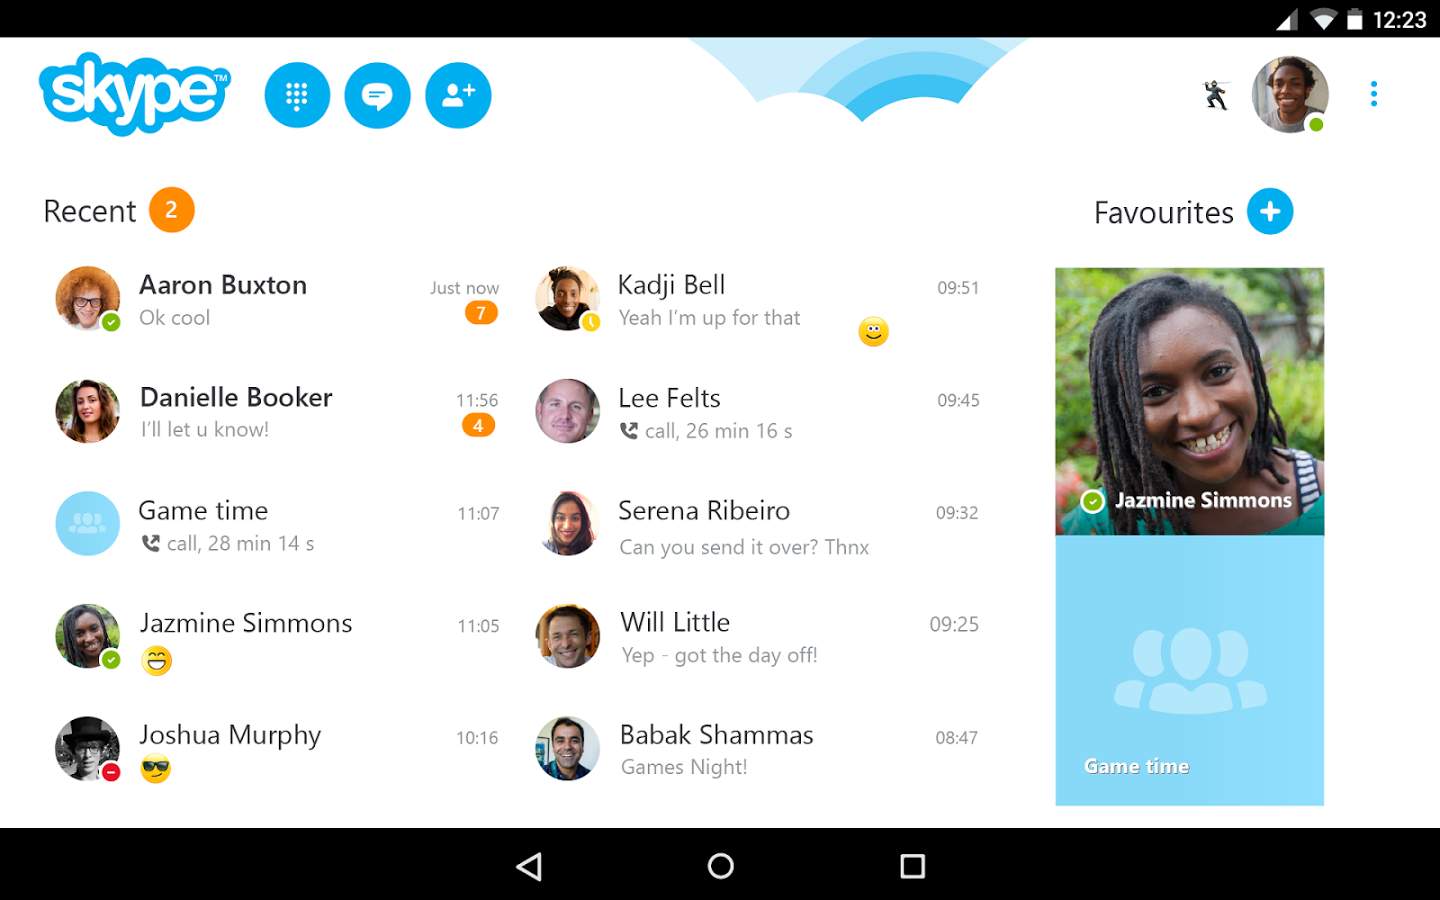 12:23
skype™
Recent 2
Favourites
Aaron Buxton Just now
Ok cool 7
Danielle Booker 11:56
I'll let u know! 4
Game time 11:07
call, 28 min 14 s
Jazmine Simmons 11:05
Joshua Murphy 10:16
Kadji Bell 09:51
Yeah I'm up for that
Lee Felts 09:45
call, 26 min 16 s
Serena Ribeiro 09:32
Can you send it over? Thnx
Will Little 09:25
Yep - got the day off!
Babak Shammas 08:47
Games Night!
Jazmine Simmons
Game time